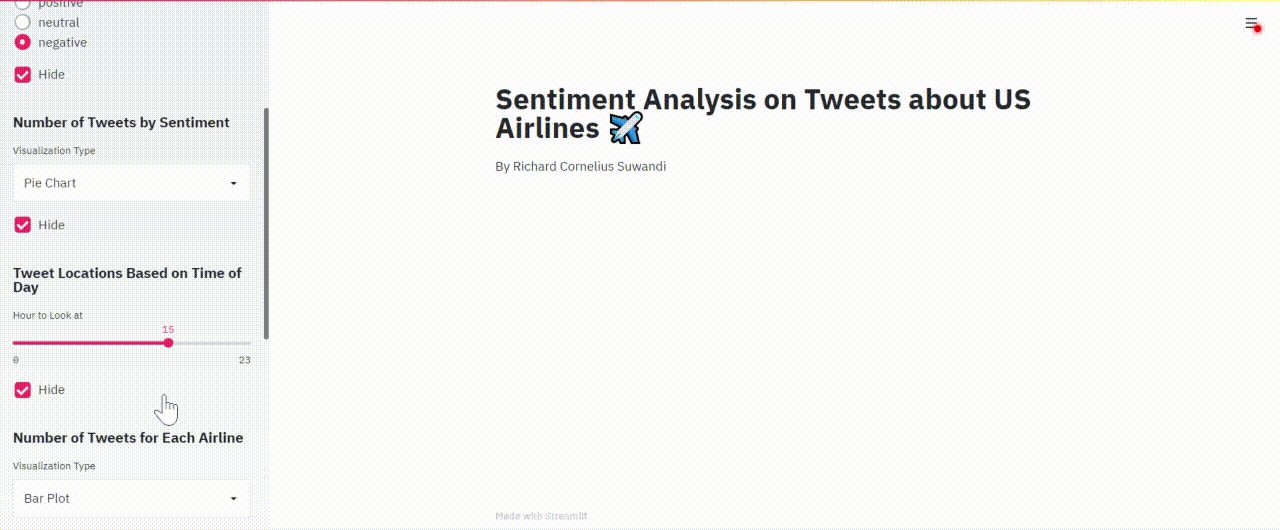 positive
neutral
negative
Hide
Number of Tweets by Sentiment
Visualization Type
Pie Chart
Hide
Tweet Locations Based on Time of
Day
Hour to Look at
15
0
23
Hide
Number of Tweets for Each Airline
Visualization Type
Bar Plot
Sentiment Analysis on Tweets about US
Airlines ✈️
By Richard Cornelius Suwandi
Made with Streamlit